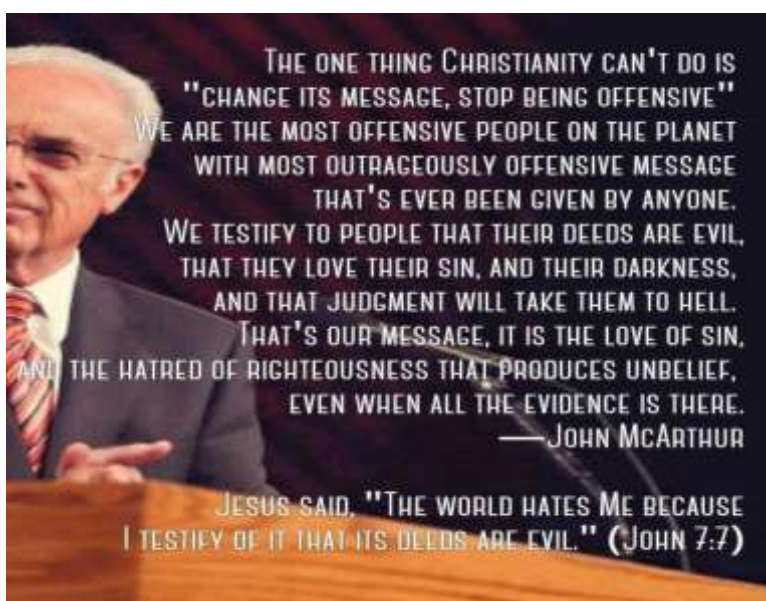 The one thing Christianity can't do is
"change its message, stop being offensive"
We are the most offensive people on the planet
with most outrageously offensive message
that's ever been given by anyone.
We testify to people that their deeds are evil,
that they love their sin, and their darkness,
and that judgment will take them to hell.
That's our message, it is the love of sin,
and the hatred of righteousness that produces unbelief,
even when all the evidence is there.
—John McArthur
Jesus said, "The world hates Me because
I testify of it that its deeds are evil." (John 7:7)